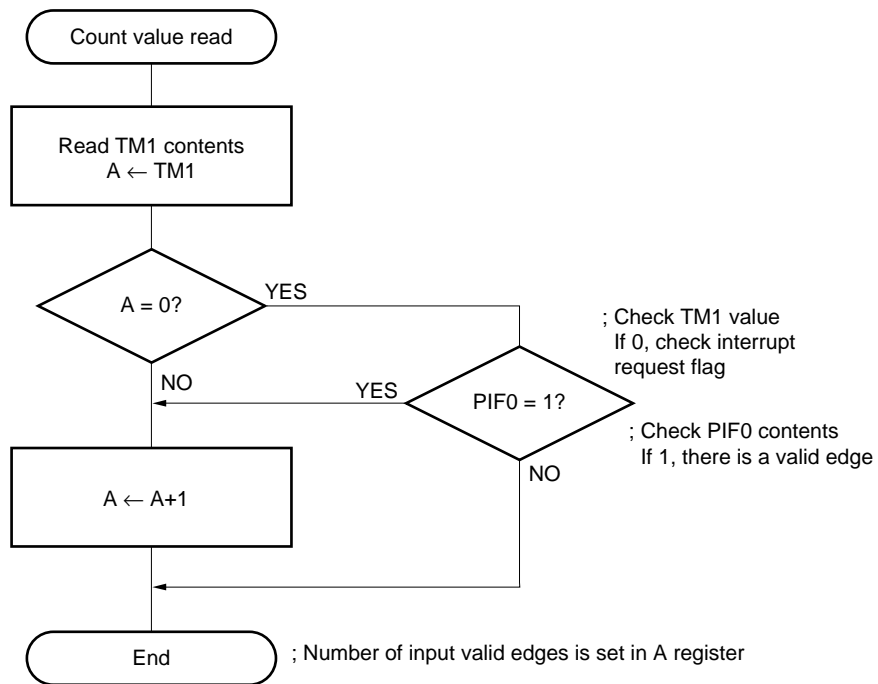 Count value read
Read TM1 contents
A ← TM1
A = 0?
YES
; Check TM1 value
If 0, check interrupt
request flag
NO
YES
PIF0 = 1?
; Check PIF0 contents
If 1, there is a valid edge
NO
A ← A+1
End
; Number of input valid edges is set in A register